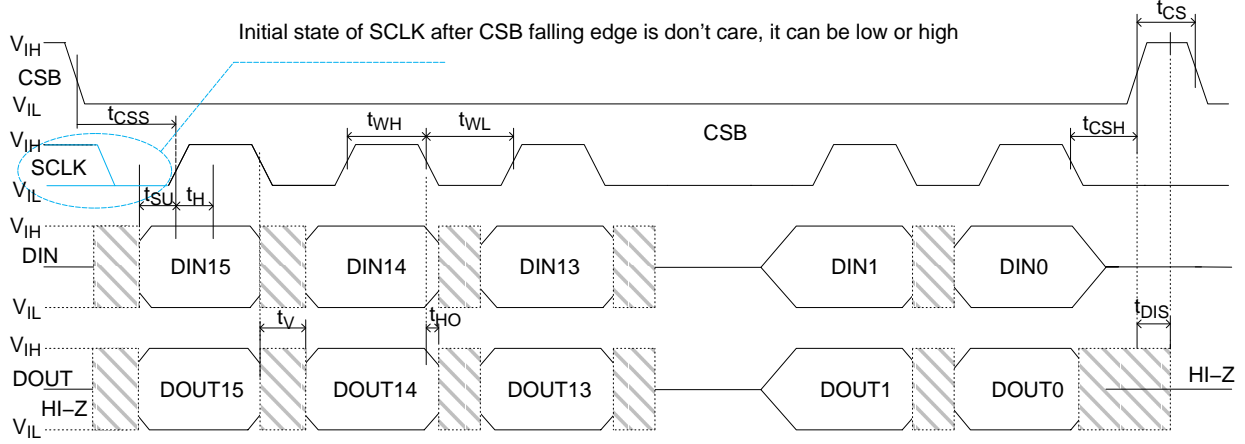 Initial state of SCLK after CSB falling edge is don't care, it can be low or high
tCS
VIH
CSB
VIL
tCSS
tWH
tWL
CSB
tCSH
VIH
SCLK
VIL
tSU
tH
VIH
DIN
DIN15
DIN14
DIN13
DIN1
DIN0
VIL
tV
tHO
tDIS
VIH
DOUT
HI–Z
DOUT15
DOUT14
DOUT13
DOUT1
DOUT0
HI–Z
VIL